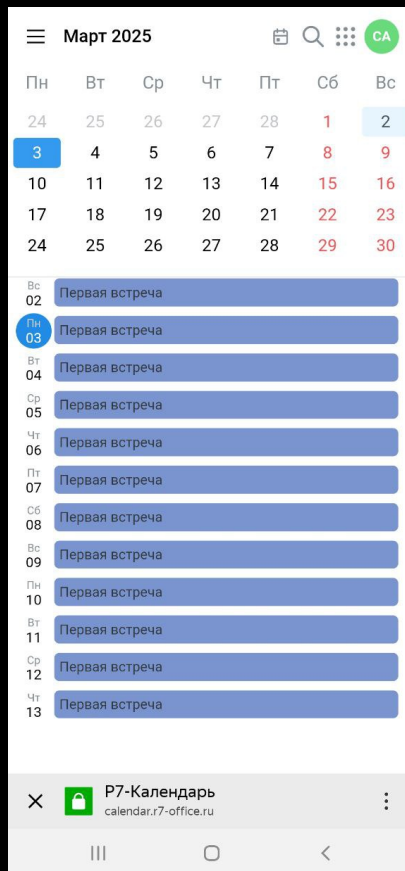 Март 2025
СА
Пн Вт Ср Чт Пт Сб Вс
24 25 26 27 28 1 2
3 4 5 6 7 8 9
10 11 12 13 14 15 16
17 18 19 20 21 22 23
24 25 26 27 28 29 30
Вс
02 Первая встреча
Пн
03 Первая встреча
Вт
04 Первая встреча
Ср
05 Первая встреча
Чт
06 Первая встреча
Пт
07 Первая встреча
Сб
08 Первая встреча
Вс
09 Первая встреча
Пн
10 Первая встреча
Вт
11 Первая встреча
Ср
12 Первая встреча
Чт
13 Первая встреча
Р7-Календарь
calendar.r7-office.ru